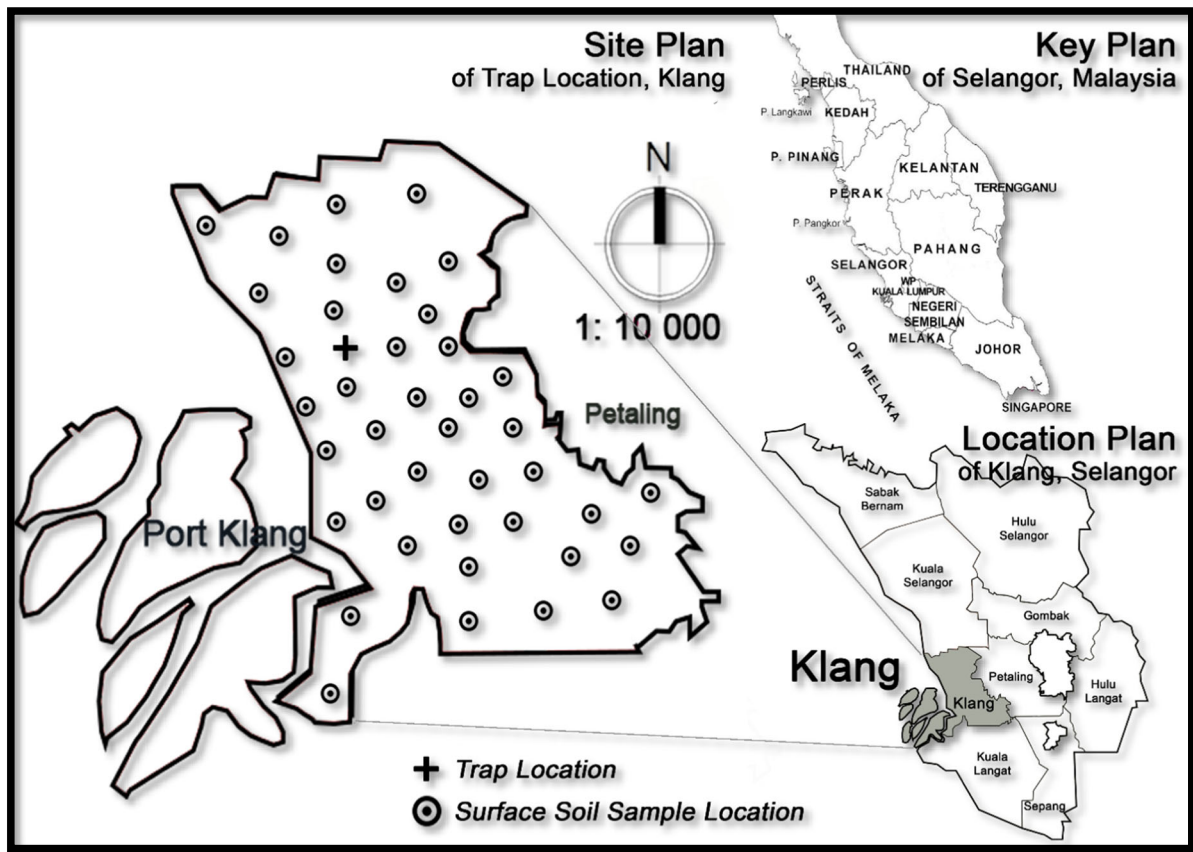 Site Plan
of Trap Location, Klang
Key Plan
of Selangor, Malaysia
THAILAND
PERLIS
P. Langkawi
KEDAH
P. PINANG
KELANTAN
TERENGGANU
PERAK
P. Pangkor
PAHANG
SELANGOR
WP
KUALA LUMPUR
NEGERI
SEMBILAN
MELAKA
JOHOR
STRAITS OF MELAKA
SINGAPORE
N
1: 10 000
Petaling
Port Klang
Location Plan
of Klang, Selangor
Sabak
Bernam
Hulu
Selangor
Kuala
Selangor
Gombak
Klang
Petaling
Klang
Hulu
Langat
Kuala
Langat
Sepang
Trap Location
Surface Soil Sample Location